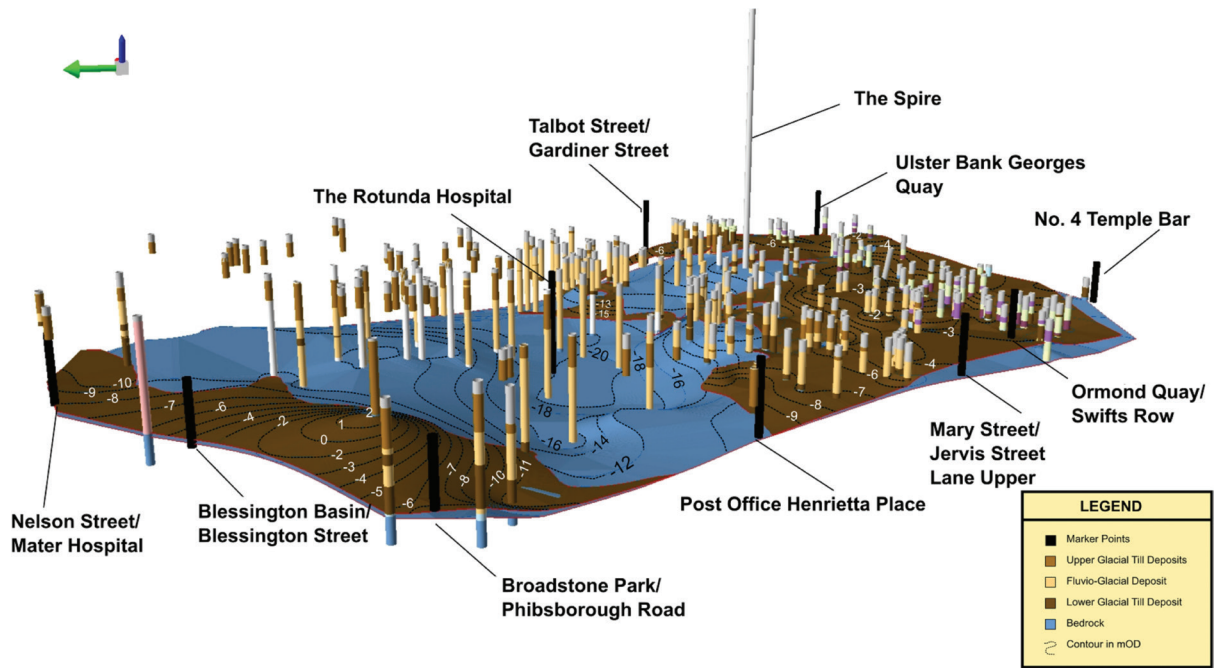 The Spire
Talbot Street/
Gardiner Street
Ulster Bank Georges
Quay
The Rotunda Hospital
No. 4 Temple Bar
-6
-6
-4
-3
-2
-3
-4
-13
15
-20
-18
-16
-18
-16
-14
-12
-9
-10
-8
-7
-6
-4
-2
2
1
0
-2
-3
-4
-5
-6
-7
-8
-10
-11
-6
-7
-8
-9
Nelson Street/
Mater Hospital
Blessington Basin/
Blessington Street
Broadstone Park/
Phibsborough Road
Post Office Henrietta Place
Mary Street/
Jervis Street
Lane Upper
Ormond Quay/
Swifts Row
LEGEND
Marker Points
Upper Glacial Till Deposits
Fluvio-Glacial Deposit
Lower Glacial Till Deposit
Bedrock
Contour in mOD